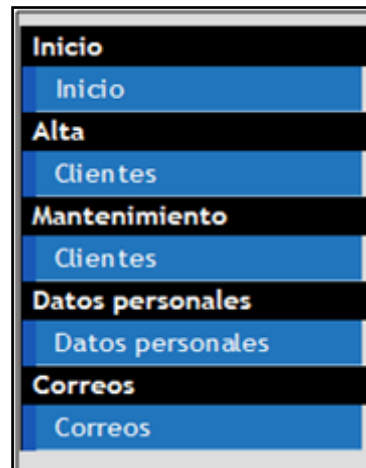 Inicio
Inicio
Alta
Clientes
Mantenimiento
Clientes
Datos personales
Datos personales
Correos
Correos